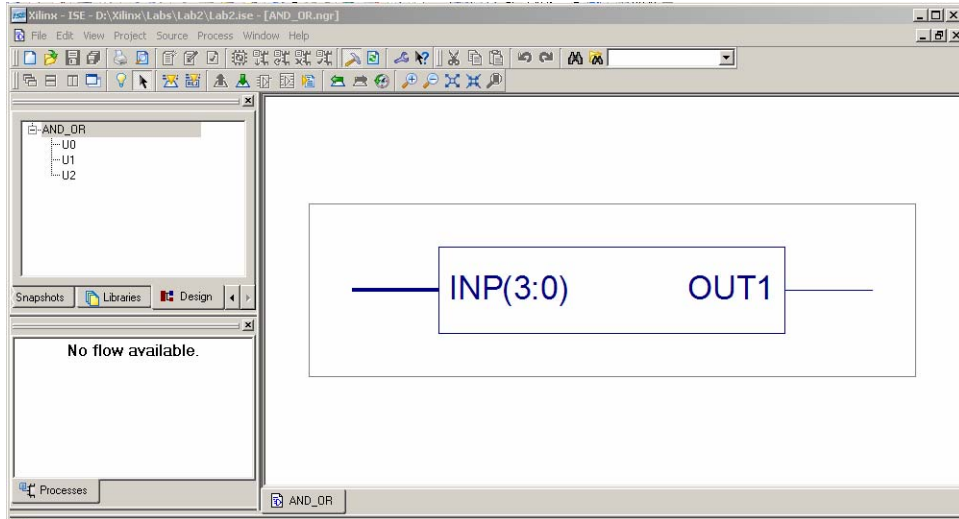 Xilinx - ISE - D:\Xilinx\Labs\Lab2\Lab2.ise - [AND_OR.ngr]
File Edit View Project Source Process Window Help
AND_OR
U0
U1
U2
Snapshots Libraries Design
No flow available.
Processes
INP(3:0) OUT1
AND_OR